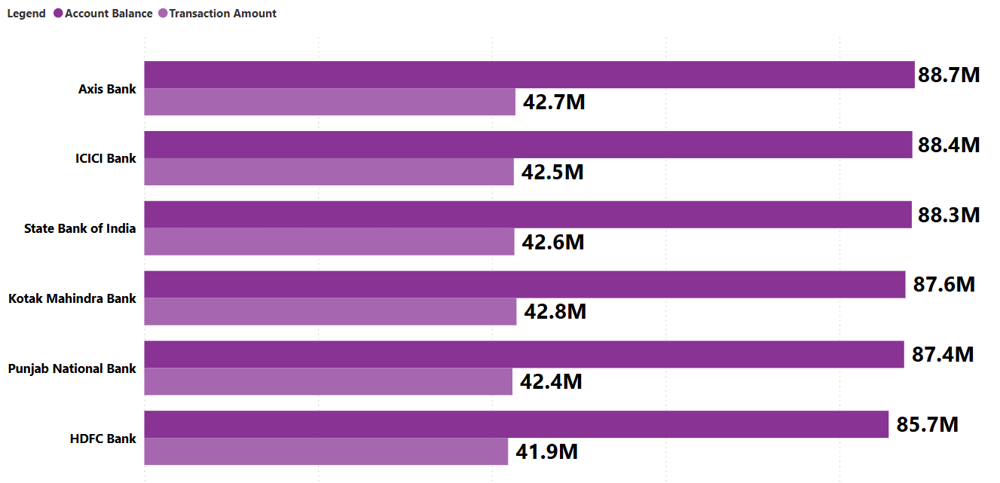 Legend Account Balance Transaction Amount
88.7M
Axis Bank
42.7M
88.4M
ICICI Bank
42.5M
88.3M
State Bank of India
42.6M
87.6M
Kotak Mahindra Bank
42.8M
87.4M
Punjab National Bank
42.4M
85.7M
HDFC Bank
41.9M